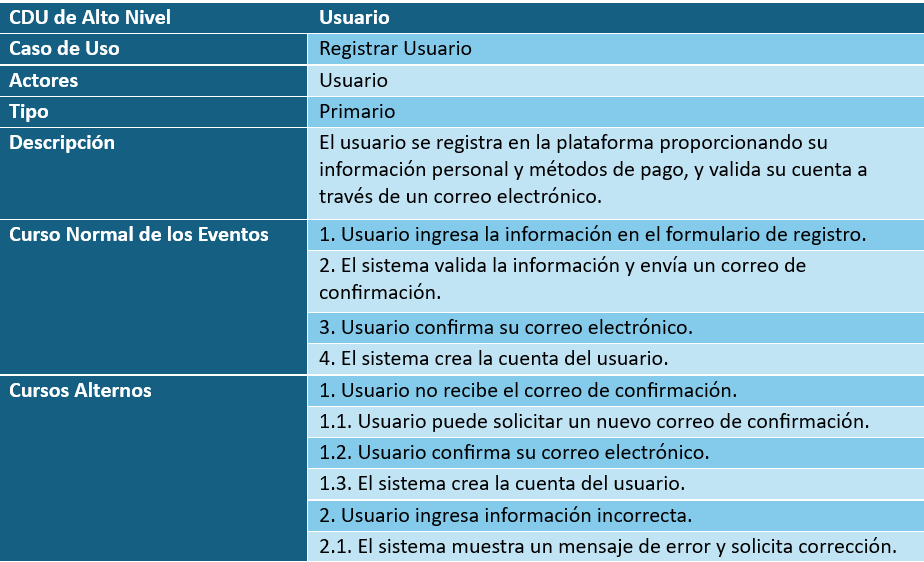 CDU de Alto Nivel Usuario
Caso de Uso Registrar Usuario
Actores Usuario
Tipo Primario
Descripción El usuario se registra en la plataforma proporcionando su
información personal y métodos de pago, y valida su cuenta a
través de un correo electrónico.
Curso Normal de los Eventos 1. Usuario ingresa la información en el formulario de registro.
2. El sistema valida la información y envía un correo de
confirmación.
3. Usuario confirma su correo electrónico.
4. El sistema crea la cuenta del usuario.
Cursos Alternos 1. Usuario no recibe el correo de confirmación.
1.1. Usuario puede solicitar un nuevo correo de confirmación.
1.2. Usuario confirma su correo electrónico.
1.3. El sistema crea la cuenta del usuario.
2. Usuario ingresa información incorrecta.
2.1. El sistema muestra un mensaje de error y solicita corrección.